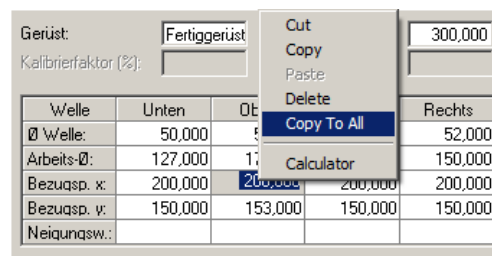 Gerüst: Fertiggerüst 300,000
Kalibrierfaktor (%):
Cut
Copy
Paste
Delete
Copy To All
Calculator
Welle Unten Rechts
Ø Welle: 50,000 52,000
Arbeits-Ø: 127,000 150,000
Bezugsp. x: 200,000 200,000 200,000 200,000
Bezugsp. y: 150,000 153,000 150,000 150,000
Neigungsw.: